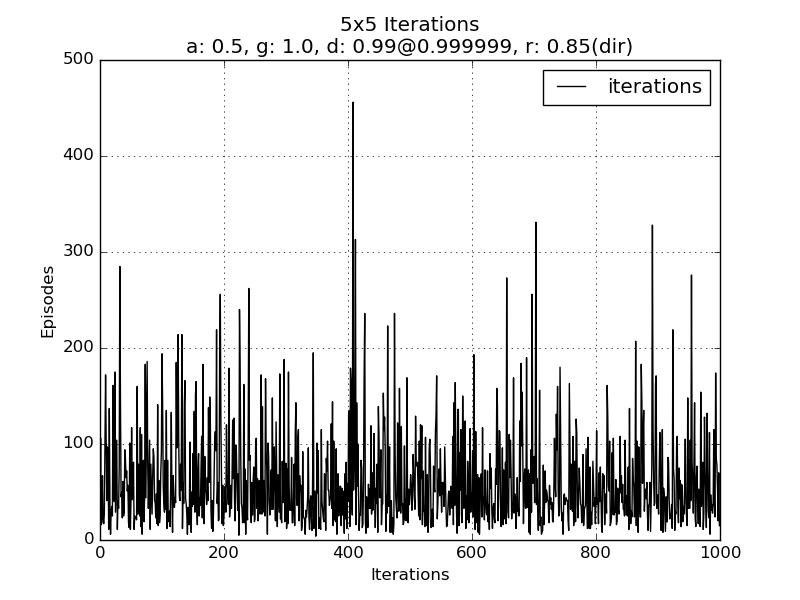 5x5 Iterations
a: 0.5, g: 1.0, d: 0.99@0.999999, r: 0.85(dir)
iterations
500
400
300
200
100
0
Episodes
0 200 400 600 800 1000
Iterations